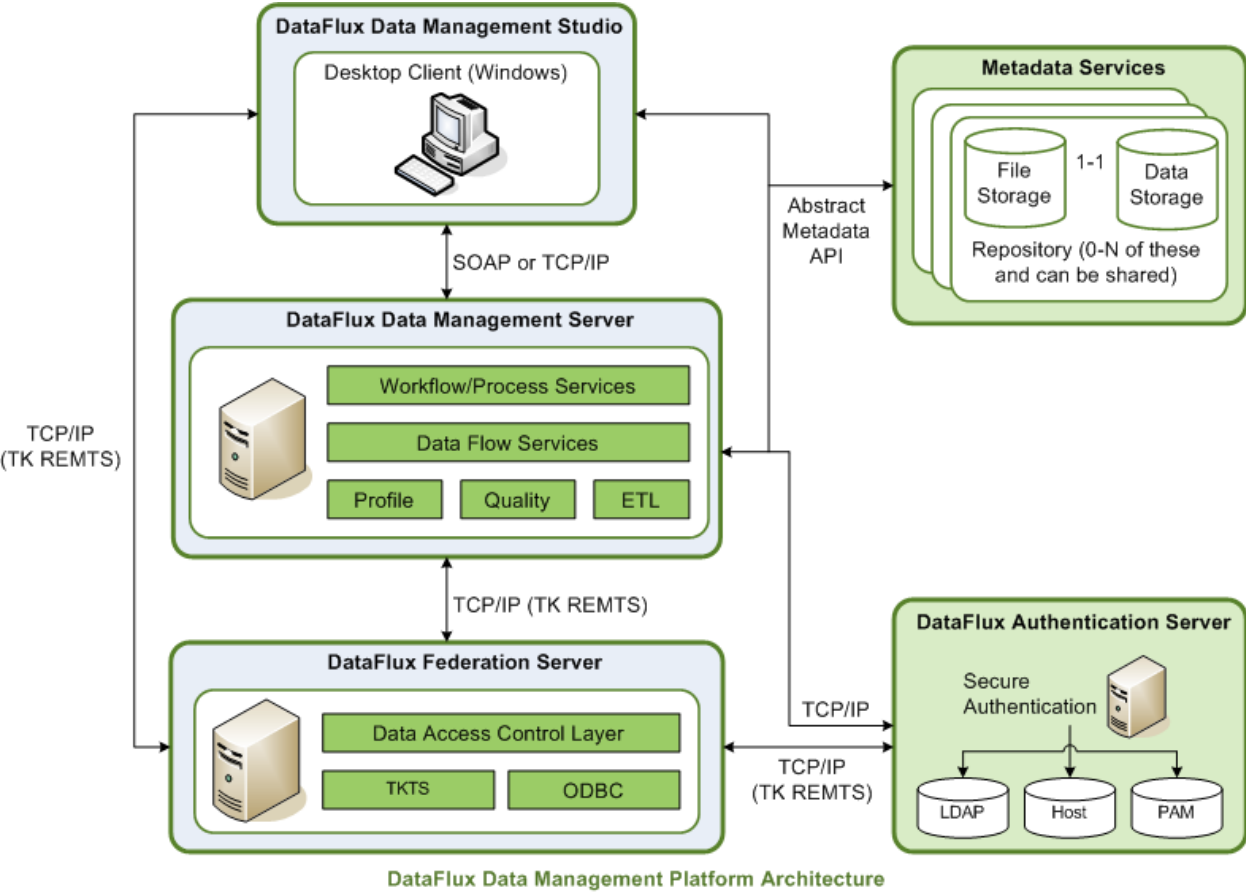 DataFlux Data Management Studio
Desktop Client (Windows)
Metadata Services
File
Storage
1-1
Data
Storage
Repository (0-N of these
and can be shared)
Abstract
Metadata
API
SOAP or TCP/IP
DataFlux Data Management Server
Workflow/Process Services
Data Flow Services
Profile
Quality
ETL
TCP/IP
(TK REMTS)
TCP/IP (TK REMTS)
DataFlux Federation Server
Data Access Control Layer
TKTS
ODBC
TCP/IP
TCP/IP
(TK REMTS)
DataFlux Authentication Server
Secure
Authentication
LDAP
Host
PAM
DataFlux Data Management Platform Architecture